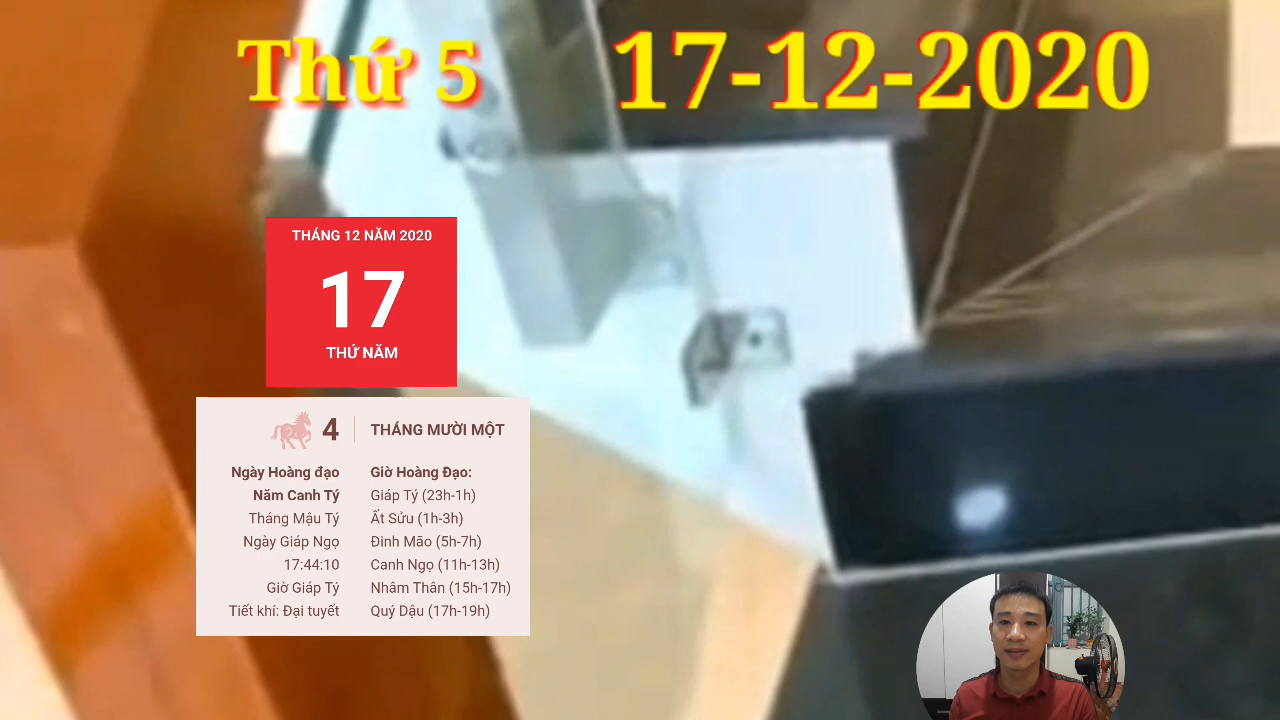 Thứ 5 17-12-2020
THÁNG 12 NĂM 2020
17
THỨ NĂM
4 THÁNG MƯỜI MỘT
Ngày Hoàng đạo Giờ Hoàng Đạo:
Năm Canh Tý Giáp Tý (23h-1h)
Tháng Mậu Tý Ất Sửu (1h-3h)
Ngày Giáp Ngọ Đinh Mão (5h-7h)
17:44:10 Canh Ngọ (11h-13h)
Giờ Giáp Tý Nhâm Thân (15h-17h)
Tiết khí: Đại tuyết Quý Dậu (17h-19h)